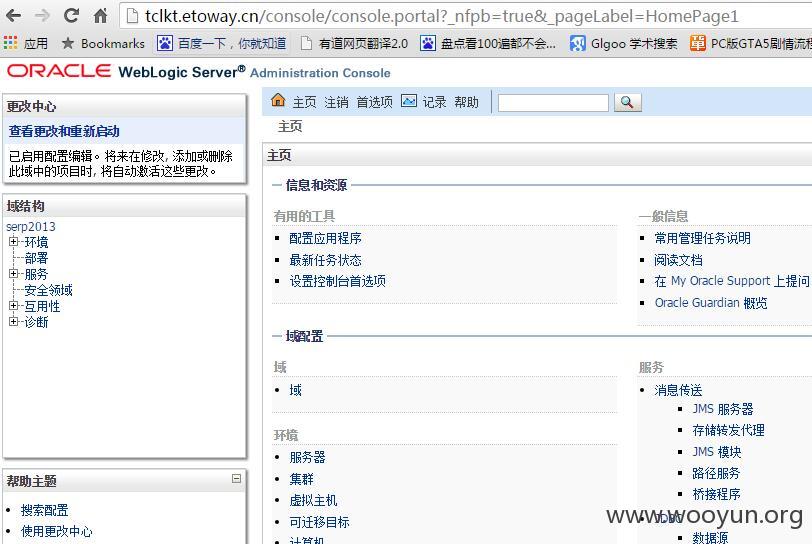 tclkt.etoway.cn/console/console.portal?_nfpb=true&_pageLabel=HomePage1
应用 Bookmarks 百度一下，你就知道 有道网页翻译2.0 盘点看100遍都不会... Glgoo 学术搜索 PC版GTA5剧情流程
ORACLE WebLogic Server® Administration Console
更改中心
查看更改和重新启动
已启用配置编辑。将来在修改, 添加或删除
此域中的项目时, 将自动激活这些更改。
域结构
serp2013
环境
部署
服务
安全领域
互用性
诊断
帮助主题
搜索配置
使用更改中心
主页 注销 首选项 记录 帮助
主页
主页
信息和资源
有用的工具
配置应用程序
最新任务状态
设置控制台首选项
一般信息
常用管理任务说明
阅读文档
在 My Oracle Support 上提问
Oracle Guardian 概览
域配置
域
域
环境
服务器
集群
虚拟主机
可迁移目标
计算机
服务
消息传送
JMS 服务器
存储转发代理
JMS 模块
路径服务
桥接程序
JDBC
数据源
www.wooyun.org